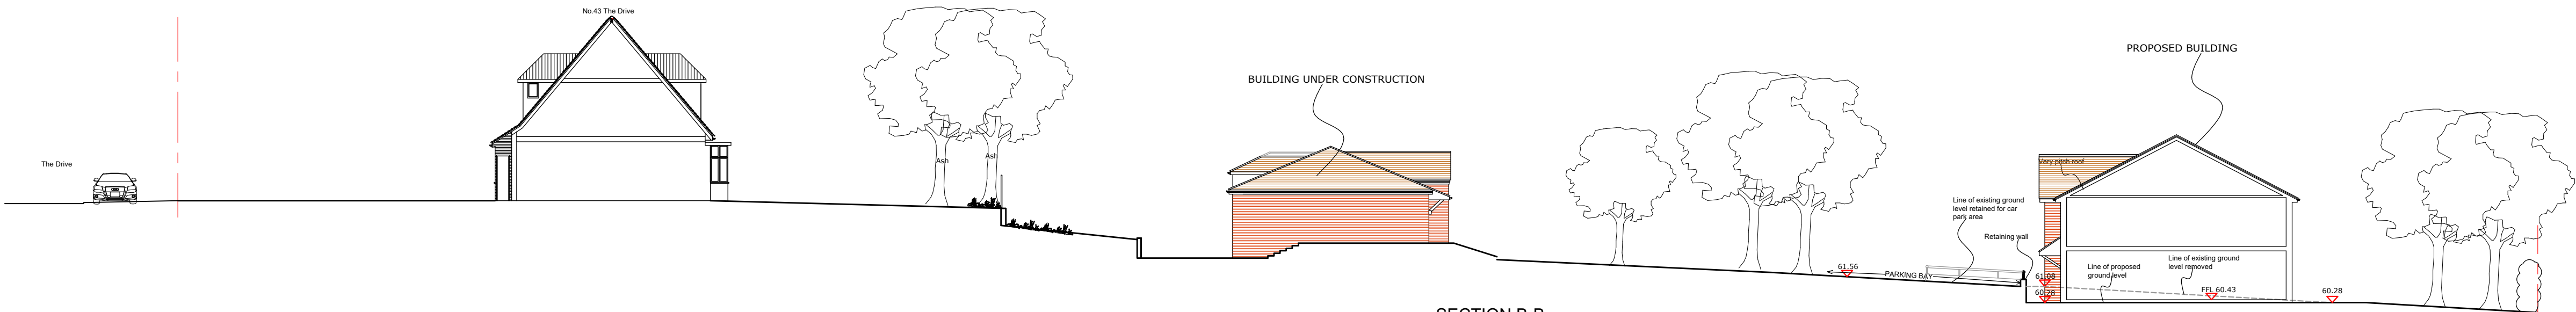 No.43 The Drive
The Drive
Ash
Ash
BUILDING UNDER CONSTRUCTION
PROPOSED BUILDING
Vary pitch roof
Line of existing ground
level retained for car
park area
Retaining wall
61.56
PARKING BAY
61.08
60.28
Line of proposed
ground level
Line of existing ground
level removed
FFL 60.43
60.28
SECTION B-B